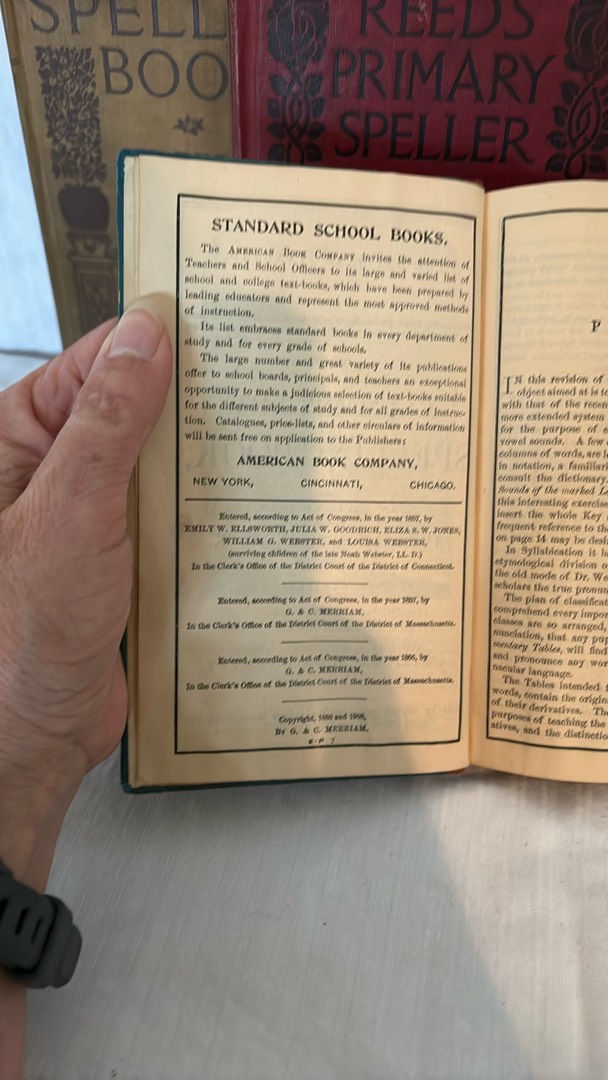 SPELL
BOO
REED'S
PRIMARY
SPELLER
STANDARD SCHOOL BOOKS.
The AMERICAN BOOK COMPANY invites the attention of
Teachers and School Officers to its large and varied list of
school and college text-books, which have been prepared by
leading educators and represent the most approved methods
of instruction.
Its list embraces standard books in every department of
study and for every grade of schools.
The large number and great variety of its publications
offer to school boards, principals, and teachers an exceptional
opportunity to make a judicious selection of text-books suitable
for the different subjects of study and for all grades of instruc-
tion. Catalogues, price-lists, and other circulars of information
will be sent free on application to the Publishers:
AMERICAN BOOK COMPANY,
NEW YORK, CINCINNATI, CHICAGO.
Entered, according to Act of Congress, in the year 1857, by
EMILY W. ELLSWORTH, JULIA W. GOODRICH, ELIZA S. W. JONES,
WILLIAM G. WEBSTER, and LOUISA WEBSTER,
(surviving children of the late Noah Webster, LL. D.)
In the Clerk's Office of the District Court of the District of Connecticut.
Entered, according to Act of Congress, in the year 1857, by
G. & C. MERRIAM,
In the Clerk's Office of the District Court of the District of Massachusetts.
Entered, according to Act of Congress, in the year 1866, by
G. & C. MERRIAM,
In the Clerk's Office of the District Court of the District of Massachusetts.
Copyright, 1880 and 1908,
BY G. & C. MERRIAM.
E-P 7
P
IN this revision of
object aimed at is to
with that of the recen
more extended system
for the purpose of e
vowel sounds. A few
columns of words, are l
in notation, a familiar
consult the dictionary.
Sounds of the marked L
this interesting exercise
insert the whole Key
frequent reference to th
on page 14 may be desi
In Syllabication it h
etymological division o
the old mode of Dr. We
scholars the true pronun
The plan of classifica
comprehend every impor
classes are so arranged,
nunciation, that any pup
mentary Tables, will find
and pronounce any wor
nacular language.
The Tables intended f
words, contain the origin
of their derivatives. Th
purposes of teaching the
atives, and the distinctio